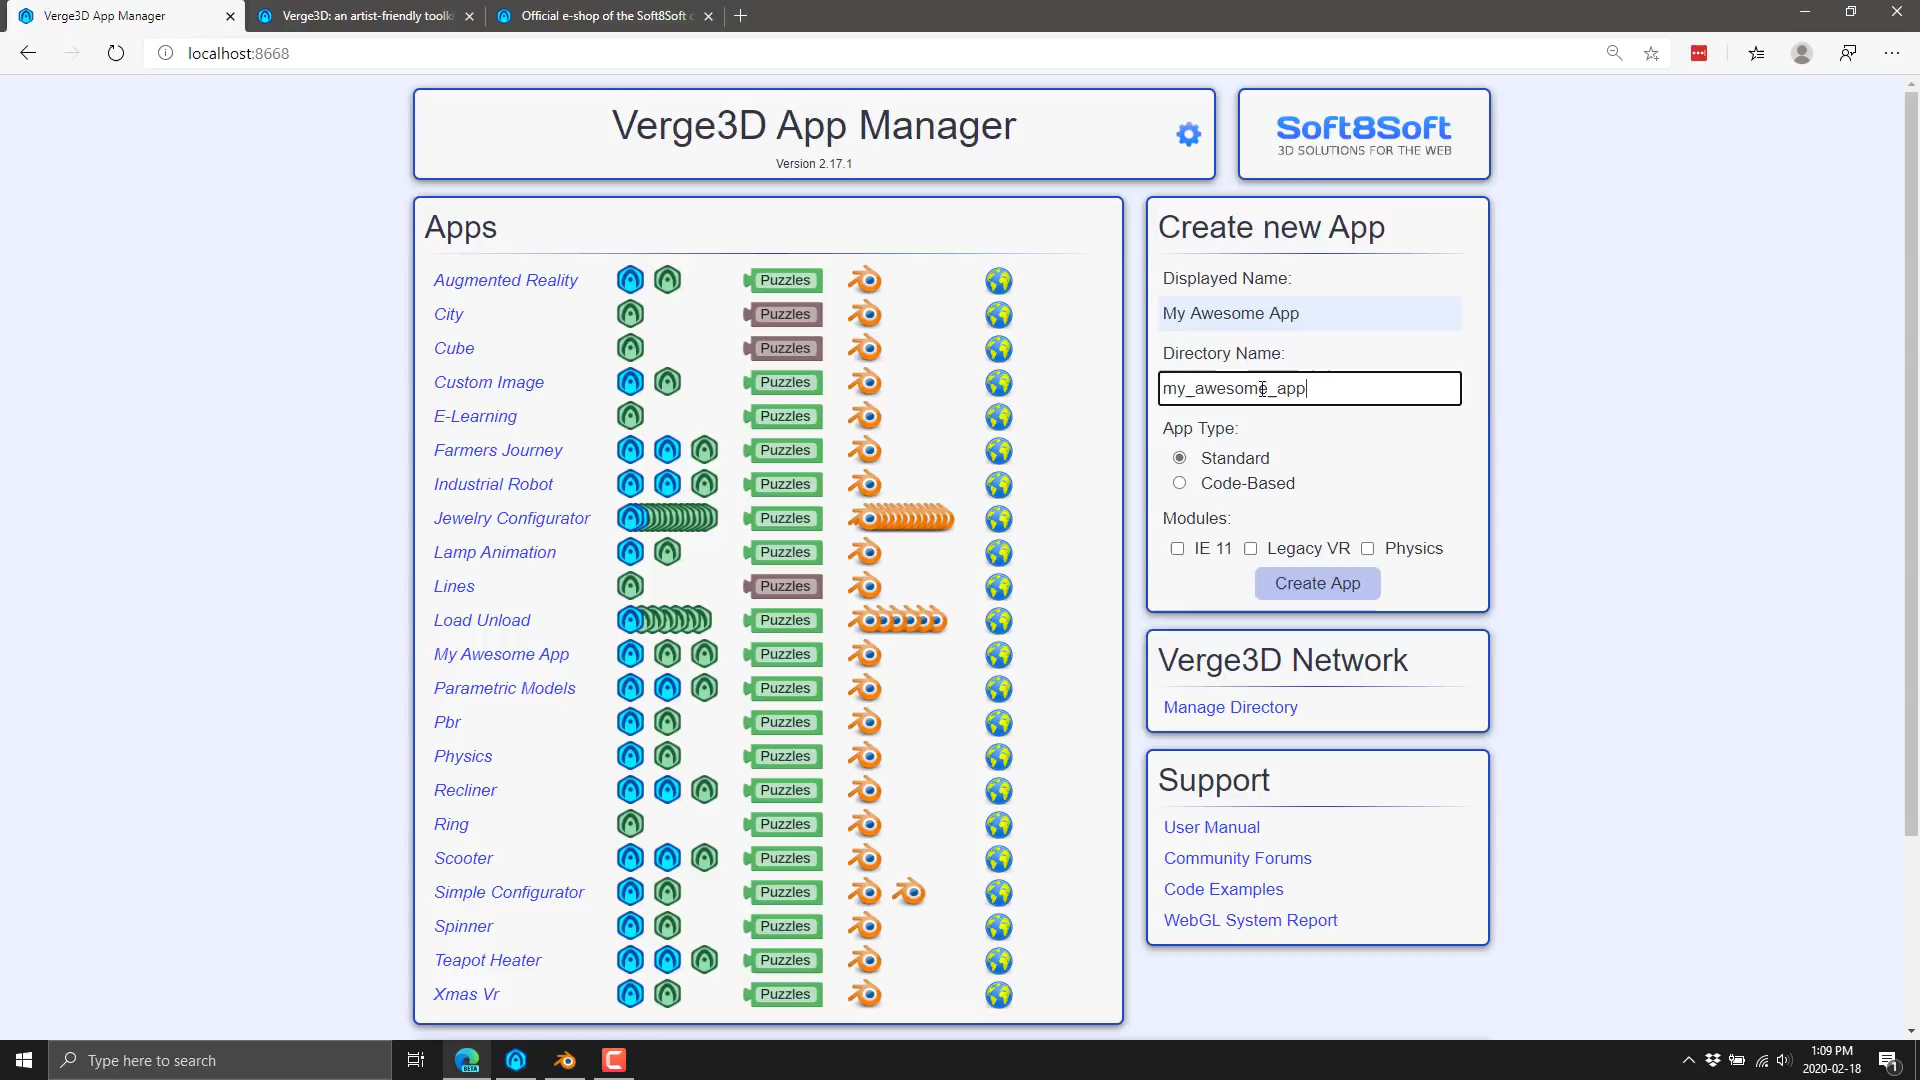 Verge3D App Manager
Verge3D: an artist-friendly toolki
Official e-shop of the Soft8Soft c
localhost:8668
Verge3D App Manager
Version 2.17.1
Soft8Soft
3D SOLUTIONS FOR THE WEB
Apps
Augmented Reality Puzzles
City Puzzles
Cube Puzzles
Custom Image Puzzles
E-Learning Puzzles
Farmers Journey Puzzles
Industrial Robot Puzzles
Jewelry Configurator Puzzles
Lamp Animation Puzzles
Lines Puzzles
Load Unload Puzzles
My Awesome App Puzzles
Parametric Models Puzzles
Pbr Puzzles
Physics Puzzles
Recliner Puzzles
Ring Puzzles
Scooter Puzzles
Simple Configurator Puzzles
Spinner Puzzles
Teapot Heater Puzzles
Xmas Vr Puzzles
Create new App
Displayed Name:
My Awesome App
Directory Name:
my_awesome_app
App Type:
Standard
Code-Based
Modules:
IE 11 Legacy VR Physics
Create App
Verge3D Network
Manage Directory
Support
User Manual
Community Forums
Code Examples
WebGL System Report
Type here to search
BETA
1:09 PM
2020-02-18
1